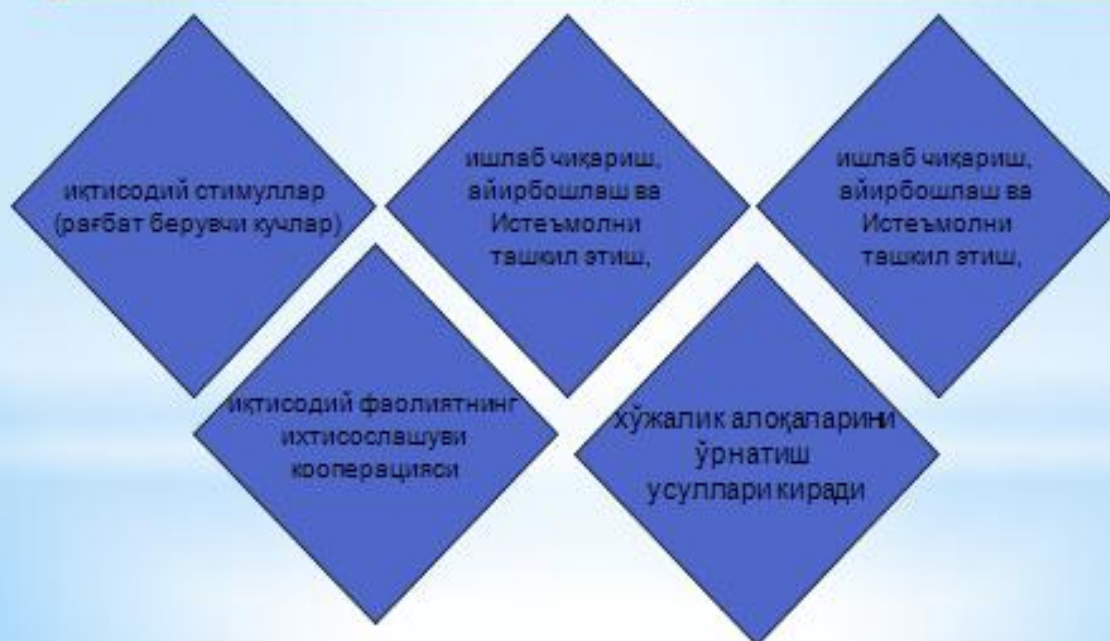 иқтисодий стимуллар
(рағбат берувчи кучлар)
ишлаб чиқариш,
айирбошлаш ва
Истеъмолни
ташкил этиш,
ишлаб чиқариш,
айирбошлаш ва
Истеъмолни
ташкил этиш,
иқтисодий фаолиятнинг
ихтисослашуви
кооперацияси
хўжалик алоқаларини
ўрнатиш
усуллари киради